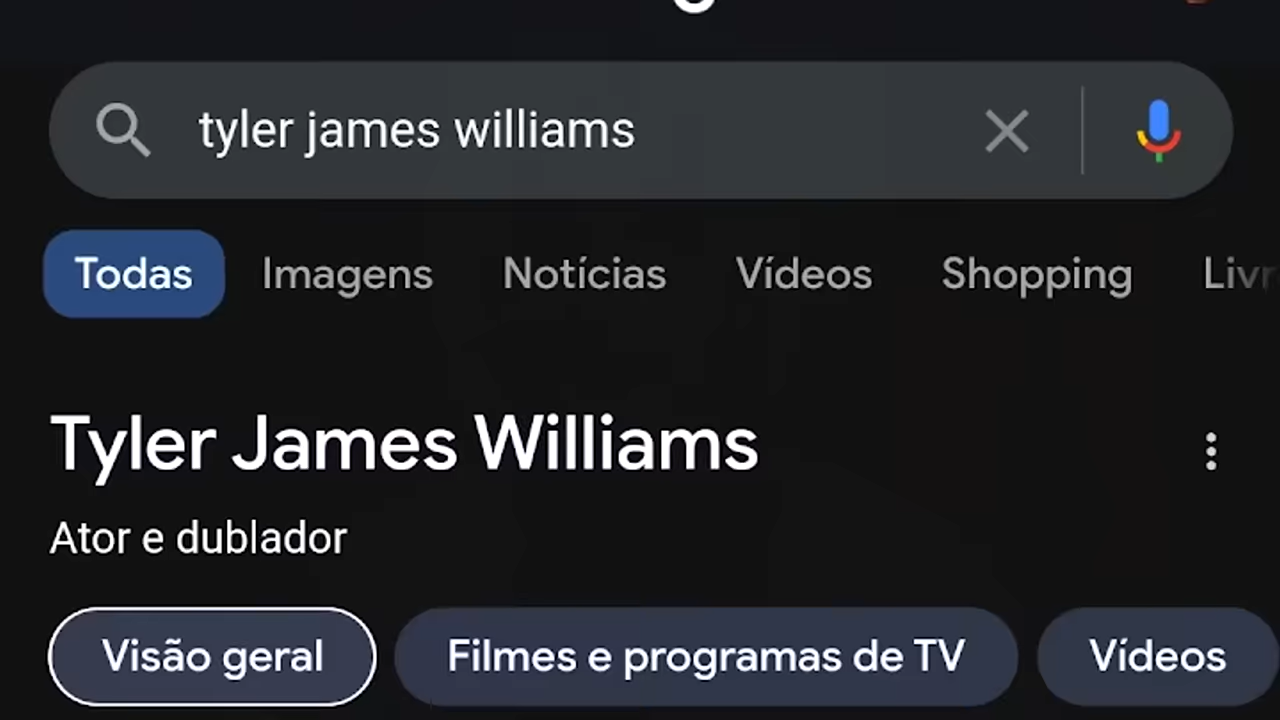 tyler james williams
Todas Imagens Notícias Vídeos Shopping
Tyler James Williams
Ator e dublador
Visão geral Filmes e programas de TV Vídeos